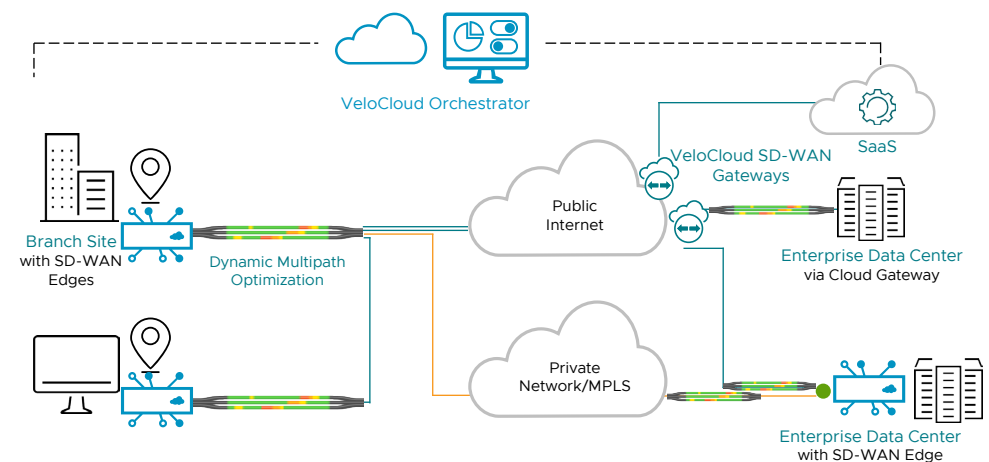 VeloCloud Orchestrator
SaaS
VeloCloud SD-WAN
Gateways
Public
Internet
Branch Site
with SD-WAN
Edges
Dynamic Multipath
Optimization
Enterprise Data Center
via Cloud Gateway
Private
Network/MPLS
Enterprise Data Center
with SD-WAN Edge